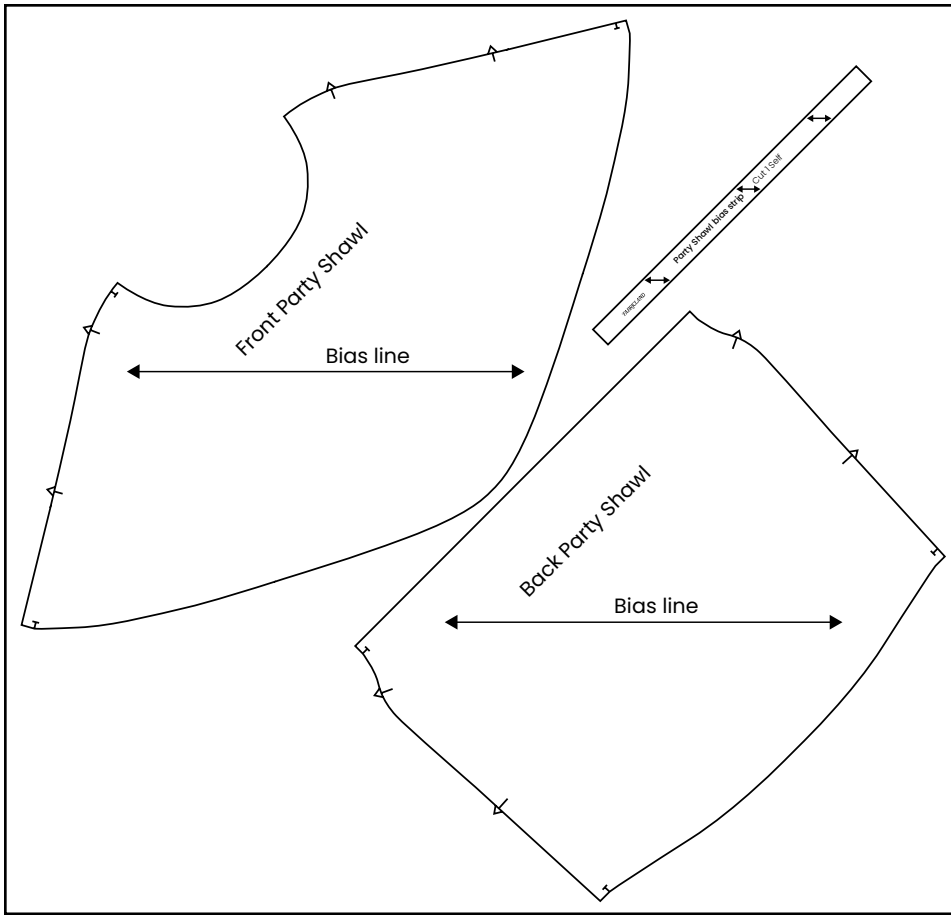 Front Party Shawl
Bias line
Cut 1 Self
Party Shawl bias strip
Back Party Shawl
Bias line